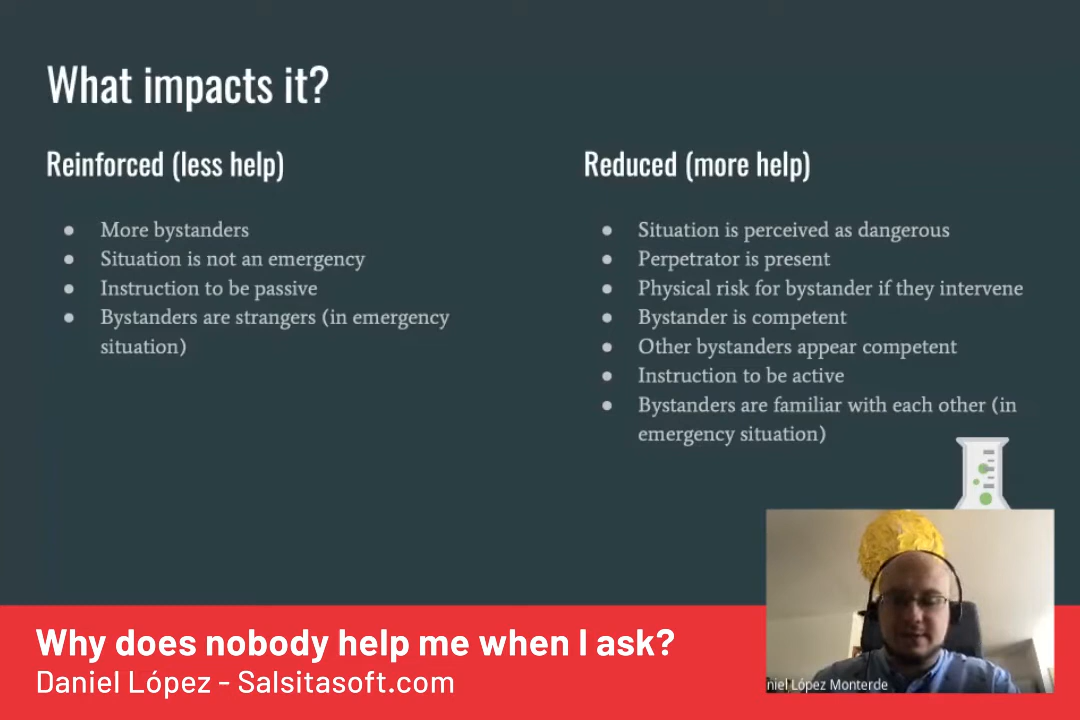 What impacts it?
Reinforced (less help)
● More bystanders
● Situation is not an emergency
● Instruction to be passive
● Bystanders are strangers (in emergency
situation)
Reduced (more help)
● Situation is perceived as dangerous
● Perpetrator is present
● Physical risk for bystander if they intervene
● Bystander is competent
● Other bystanders appear competent
● Instruction to be active
● Bystanders are familiar with each other (in
emergency situation)
Why does nobody help me when I ask?
Daniel López - Salsitasoft.com
niel López Monterde